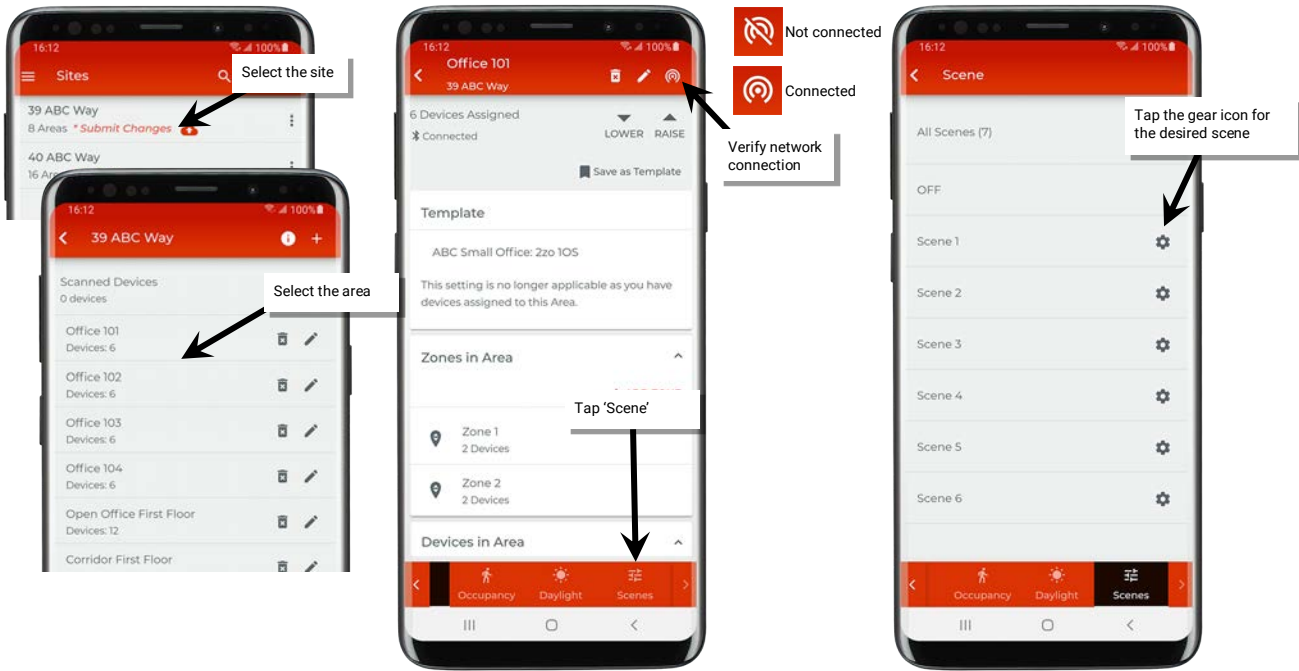 16:12
100%
Sites
Select the site
39 ABC Way
8 Areas * Submit Changes
40 ABC Way
16
16:12
100%
39 ABC Way
Scanned Devices
0 devices
Select the area
Office 101
Devices: 6
Office 102
Devices: 6
Office 103
Devices: 6
Office 104
Devices: 6
Open Office First Floor
Devices: 12
Corridor First Floor
16:12
100%
Office 101
39 ABC Way
6 Devices Assigned
Connected
LOWER RAISE
Save as Template
Template
ABC Small Office: 2zo 1OS
This setting is no longer applicable as you have
devices assigned to this Area.
Zones in Area
Tap ‘Scene’
Zone 1
2 Devices
Zone 2
2 Devices
Devices in Area
Occupancy Daylight Scenes
Not connected
Connected
Verify network
connection
16:12
100%
Scene
Tap the gear icon for
the desired scene
All Scenes (7)
OFF
Scene 1
Scene 2
Scene 3
Scene 4
Scene 5
Scene 6
Occupancy Daylight Scenes